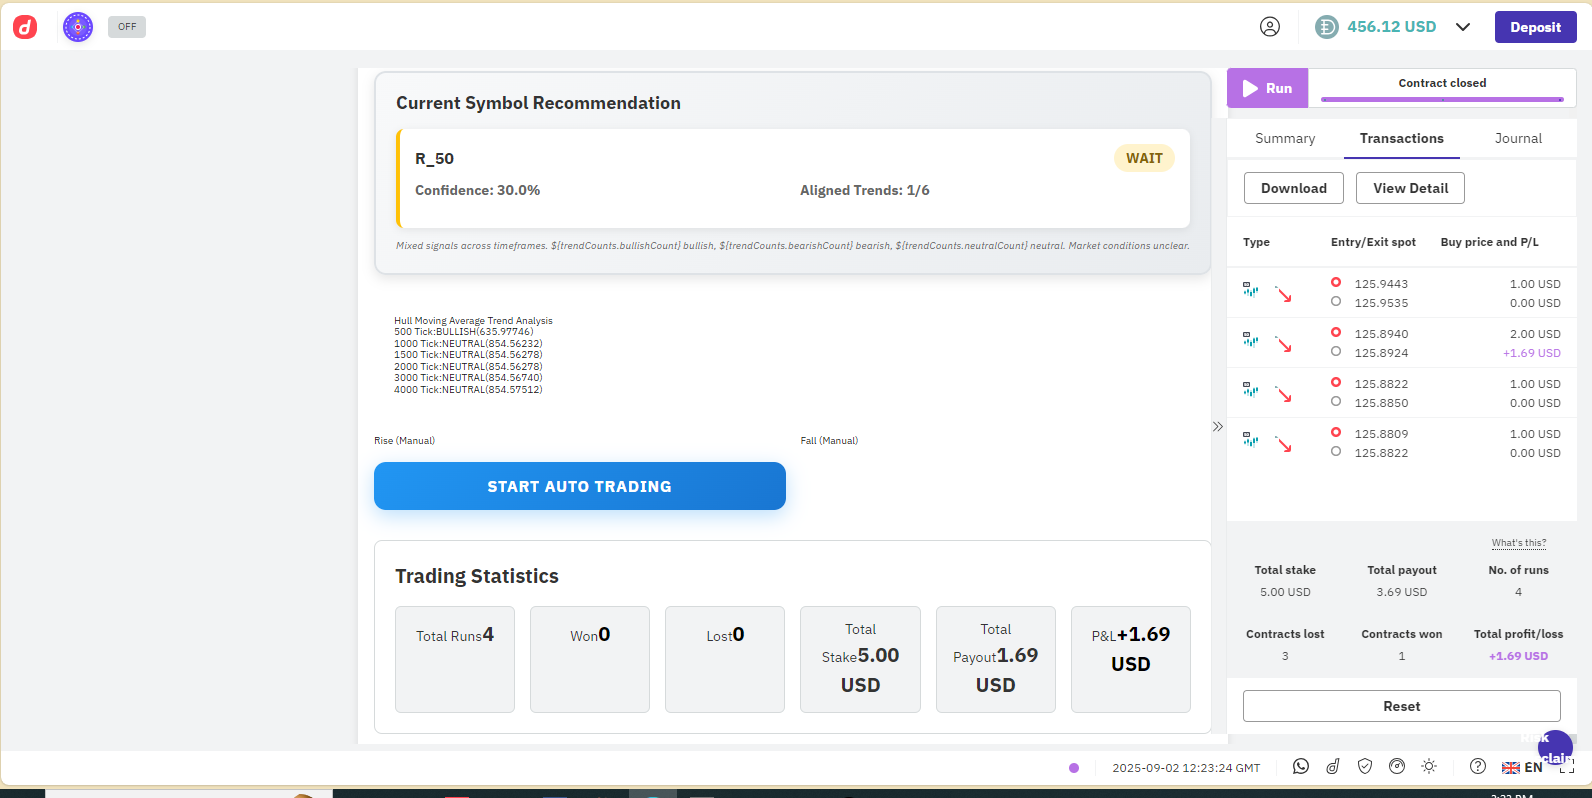 OFF
456.12 USD
Deposit
Current Symbol Recommendation
R_50
WAIT
Confidence: 30.0%
Aligned Trends: 1/6
Mixed signals across timeframes. ${trendCounts.bullishCount} bullish, ${trendCounts.bearishCount} bearish, ${trendCounts.neutralCount} neutral. Market conditions unclear.
Hull Moving Average Trend Analysis
500 Tick:BULLISH(635.97746)
1000 Tick:NEUTRAL(854.56232)
1500 Tick:NEUTRAL(854.56278)
2000 Tick:NEUTRAL(854.56278)
3000 Tick:NEUTRAL(854.56740)
4000 Tick:NEUTRAL(854.57512)
Rise (Manual)
Fall (Manual)
START AUTO TRADING
Trading Statistics
Total Runs4
Won0
Lost0
Total
Stake5.00
USD
Total
Payout1.69
USD
P&L+1.69
USD
Run
Contract closed
Summary
Transactions
Journal
Download
View Detail
Type
Entry/Exit spot
Buy price and P/L
125.9443
1.00 USD
125.9535
0.00 USD
125.8940
2.00 USD
125.8924
+1.69 USD
125.8822
1.00 USD
125.8850
0.00 USD
125.8809
1.00 USD
125.8822
0.00 USD
What's this?
Total stake
Total payout
No. of runs
5.00 USD
3.69 USD
4
Contracts lost
Contracts won
Total profit/loss
3
1
+1.69 USD
Reset
2025-09-02 12:23:24 GMT
EN